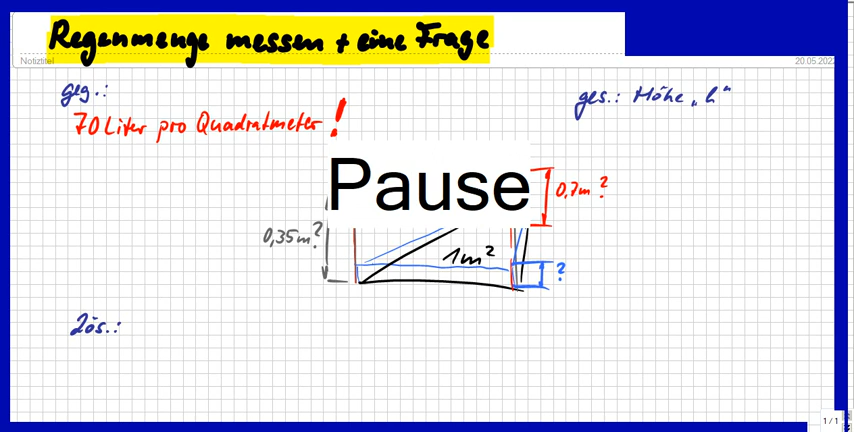 Regenmenge messen + eine Frage
Notiztitel
20.05.202
geg.:
ges.: Höhe „h"
70 Liter pro Quadratmeter!
Pause
0,7m?
0,35m?
1m²
?
Lös.:
1 / 1